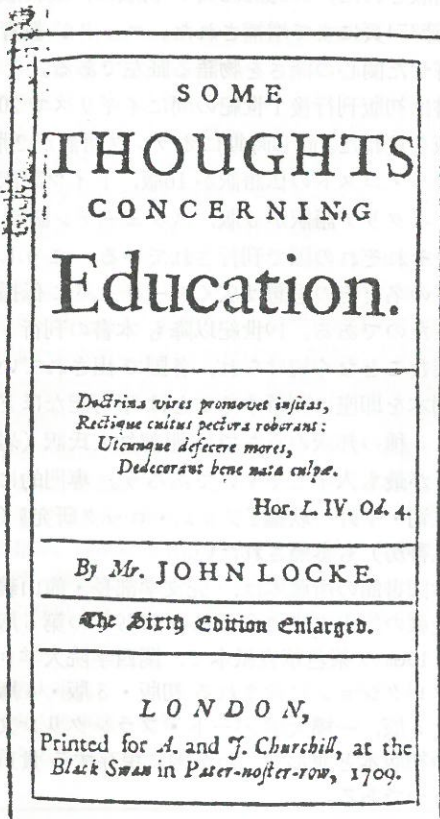 SOME
THOUGHTS
CONCERNING
Education.
Doctrina vires promovet insitas,
Rectique cultus pectora roborant:
Utcunque defecere mores,
Dedecorant bene nata culpæ.
Hor. L. IV. Od. 4.
By Mr. JOHN LOCKE.
The Sixth Edition Enlarged.
LONDON,
Printed for A. and J. Churchill, at the
Black Swan in Pater-noster-row, 1709.